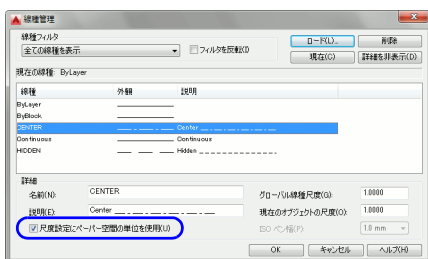 線種管理
線種フィルタ
全ての線種を表示
フィルタを反転(I)
ロード(L)...
削除
現在(C)
詳細を非表示(D)
現在の線種: ByLayer
線種 外観 説明
ByLayer
ByBlock
CENTER Center
Continuous Continuous
HIDDEN Hidden
詳細
名前(N): CENTER
グローバル線種尺度(G): 1.0000
説明(E): Center
現在のオブジェクトの尺度(O): 1.0000
尺度設定にペーパー空間の単位を使用(U)
ISO ペン幅(P): 1.0 mm
OK キャンセル ヘルプ(H)